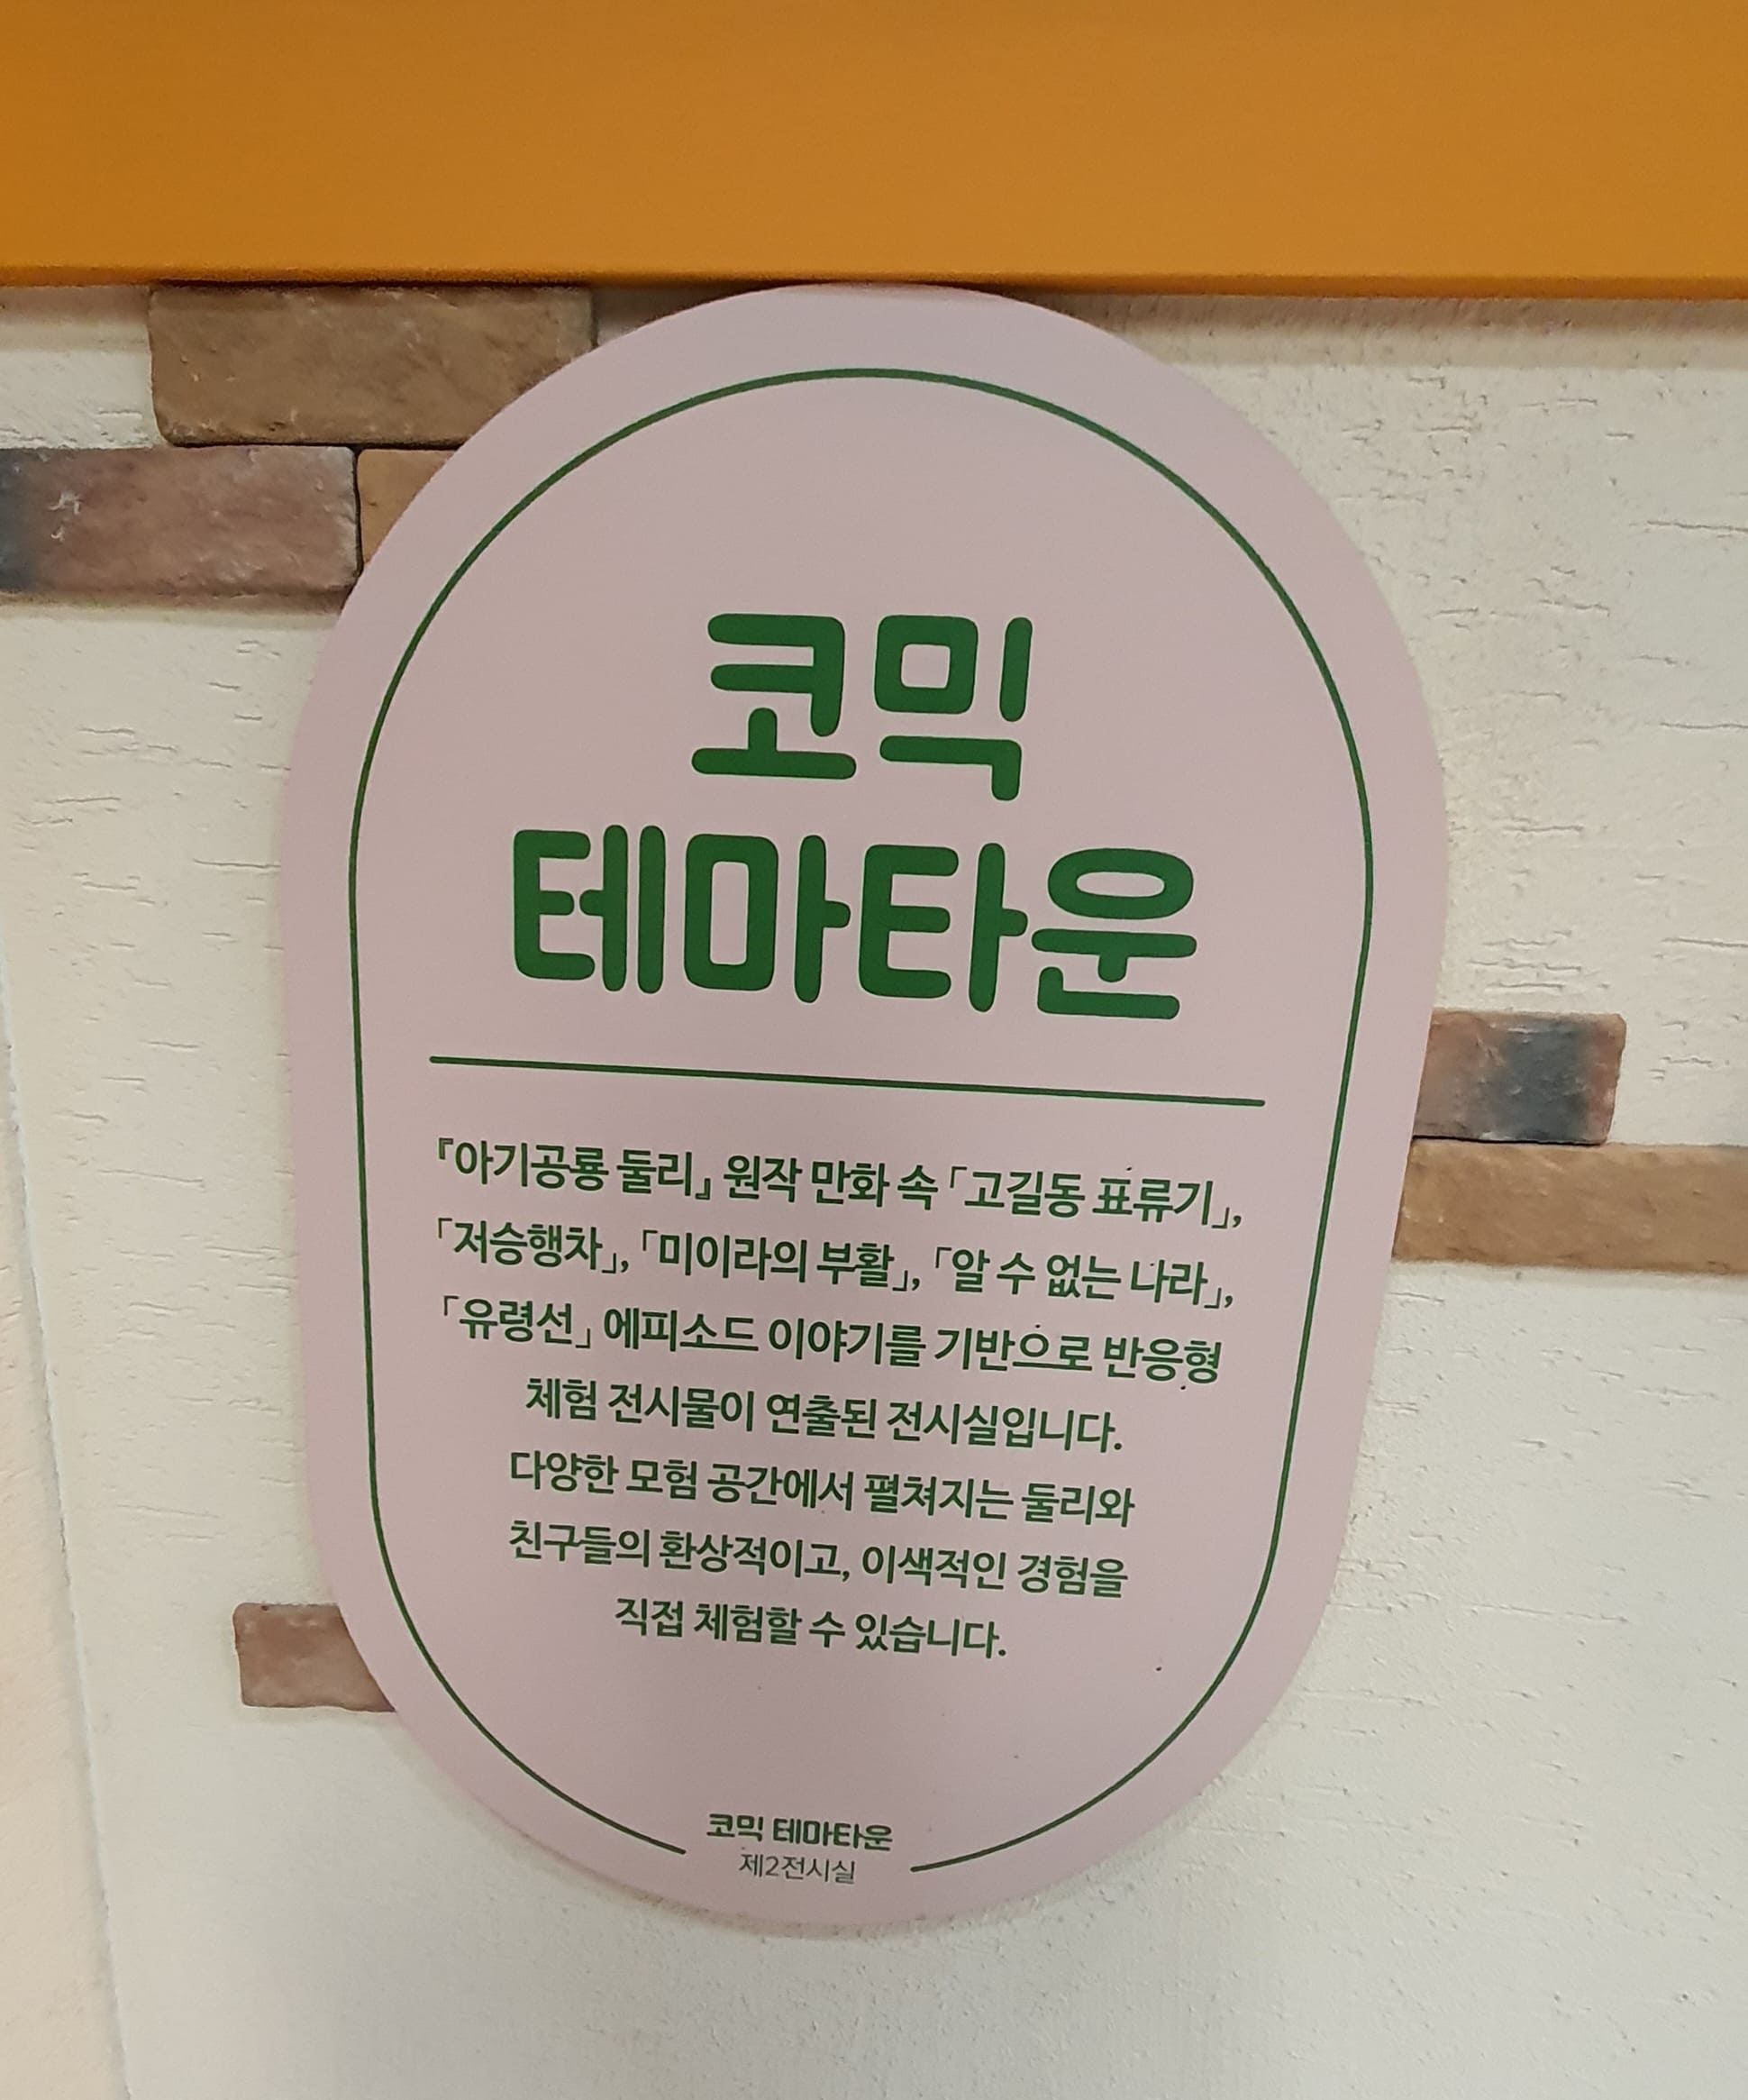 코믹
테마타운
『아기공룡 둘리』 원작 만화 속 「고길동 표류기」,
「저승행차」, 「미이라의 부활」, 「알 수 없는 나라」,
「유령선」 에피소드 이야기를 기반으로 반응형
체험 전시물이 연출된 전시실입니다.
다양한 모험 공간에서 펼쳐지는 둘리와
친구들의 환상적이고, 이색적인 경험을
직접 체험할 수 있습니다.
코믹 테마타운
제2전시실